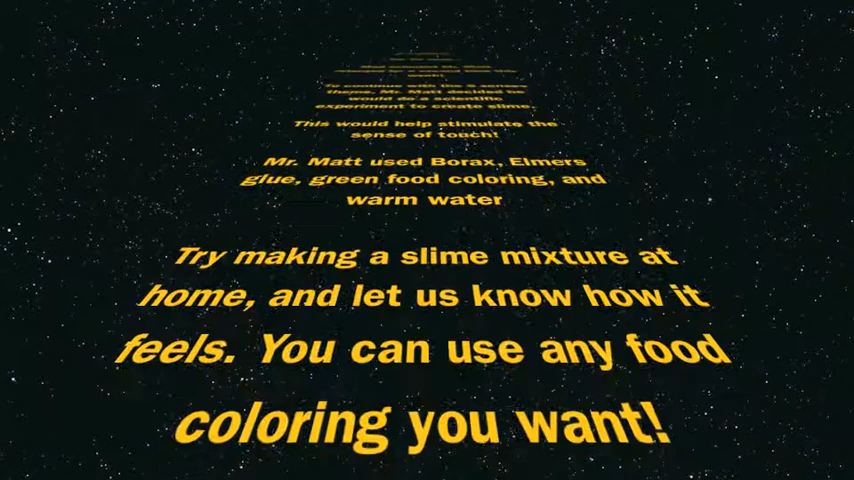 To continue with the 5 senses
theme, Mr. Matt decided he
would do a scientific
experiment to create slime.
This would help stimulate the
sense of touch!
Mr. Matt used Borax, Elmers
glue, green food coloring, and
warm water
Try making a slime mixture at
home, and let us know how it
feels. You can use any food
coloring you want!